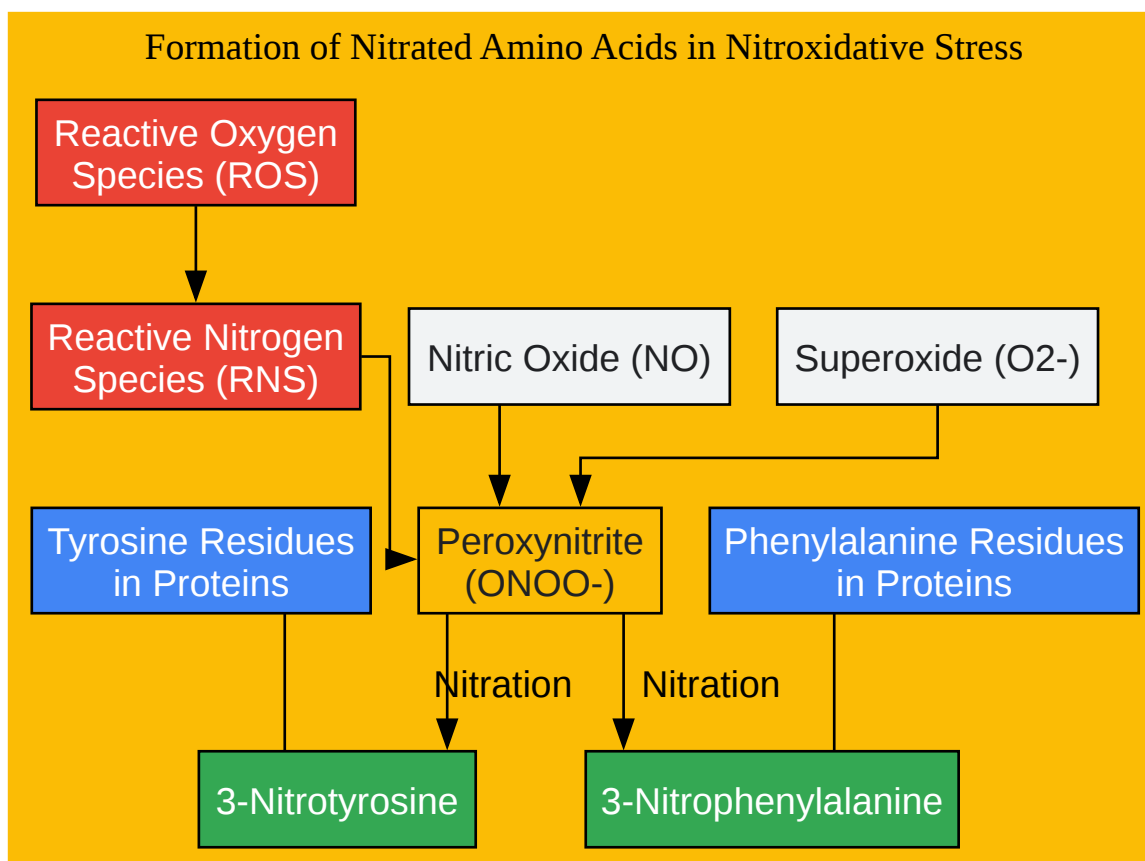 Formation of Nitrated Amino Acids in Nitroxidative Stress
Reactive Oxygen
Species (ROS)
Reactive Nitrogen
Species (RNS)
Nitric Oxide (NO)
Superoxide (O2-)
Tyrosine Residues
in Proteins
Peroxynitrite
(ONOO-)
Phenylalanine Residues
in Proteins
Nitration
Nitration
3-Nitrotyrosine
3-Nitrophenylalanine